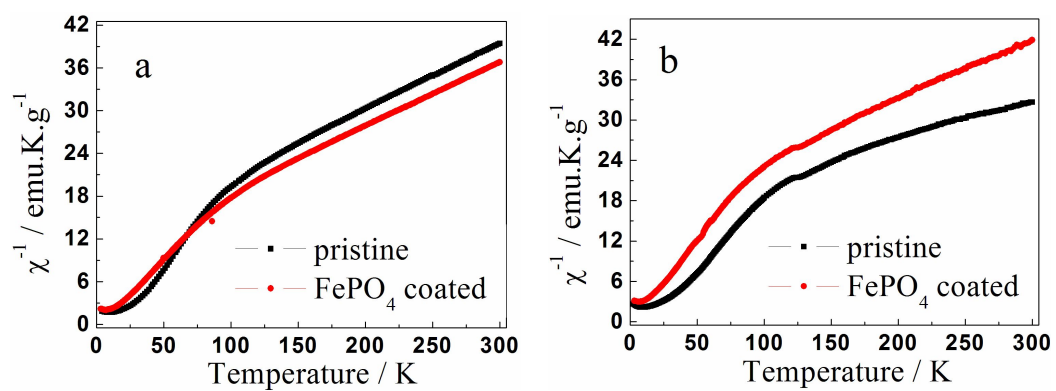 42
36
30
24
18
12
6
0
χ⁻¹ / emu.K.g⁻¹
a
pristine
FePO₄ coated
0 50 100 150 200 250 300
Temperature / K
42
36
30
24
18
12
6
0
χ⁻¹ / emu.K.g⁻¹
b
pristine
FePO₄ coated
0 50 100 150 200 250 300
Temperature / K